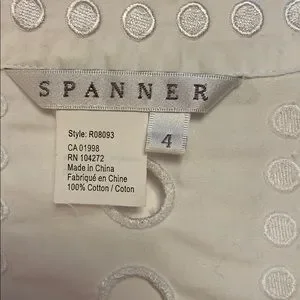 SPANNER
4
Style: R08093
CA 01998
RN 104272
Made in China
Fabriqué en Chine
100% Cotton / Coton